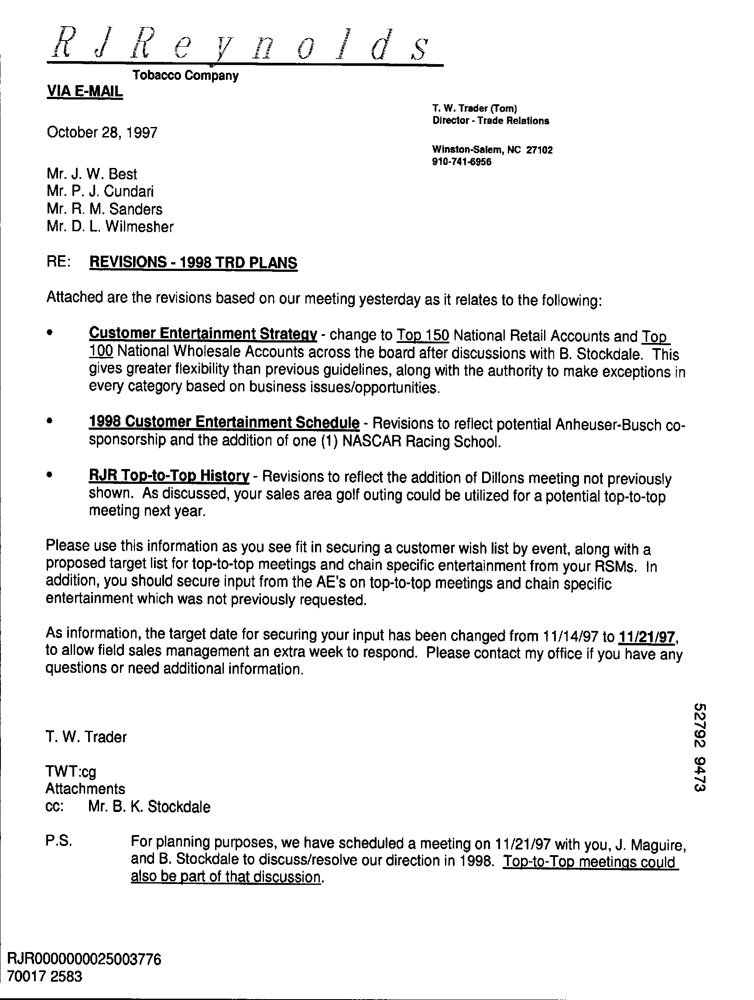 RJReynolds
Tobacco Company
VIA E-MAIL
T. W. Trader (Tom)
Director - Trade Relations
October 28, 1997
Winston-Salem, NC 27102
910-741-6956
Mr. J. W. Best
Mr. P. J. Cundari
Mr. R. M. Sanders
Mr. D. L. Wilmesher
RE: REVISIONS - 1998 TRD PLANS
Attached are the revisions based on our meeting yesterday as it relates to the following:
• Customer Entertainment Strategy - change to Top 150 National Retail Accounts and Top
100 National Wholesale Accounts across the board after discussions with B. Stockdale. This
gives greater flexibility than previous guidelines, along with the authority to make exceptions in
every category based on business issues/opportunities.
• 1998 Customer Entertainment Schedule - Revisions to reflect potential Anheuser-Busch co-
sponsorship and the addition of one (1) NASCAR Racing School.
• RJR Top-to-Top History - Revisions to reflect the addition of Dillons meeting not previously
shown. As discussed, your sales area golf outing could be utilized for a potential top-to-top
meeting next year.
Please use this information as you see fit in securing a customer wish list by event, along with a
proposed target list for top-to-top meetings and chain specific entertainment from your RSMs. In
addition, you should secure input from the AE's on top-to-top meetings and chain specific
entertainment which was not previously requested.
As information, the target date for securing your input has been changed from 11/14/97 to 11/21/97,
to allow field sales management an extra week to respond. Please contact my office if you have any
questions or need additional information.
T. W. Trader
TWT:cg
Attachments
cc: Mr. B. K. Stockdale
P.S. For planning purposes, we have scheduled a meeting on 11/21/97 with you, J. Maguire,
and B. Stockdale to discuss/resolve our direction in 1998. Top-to-Top meetings could
also be part of that discussion.
52792 9473
RJR0000000025003776
70017 2583